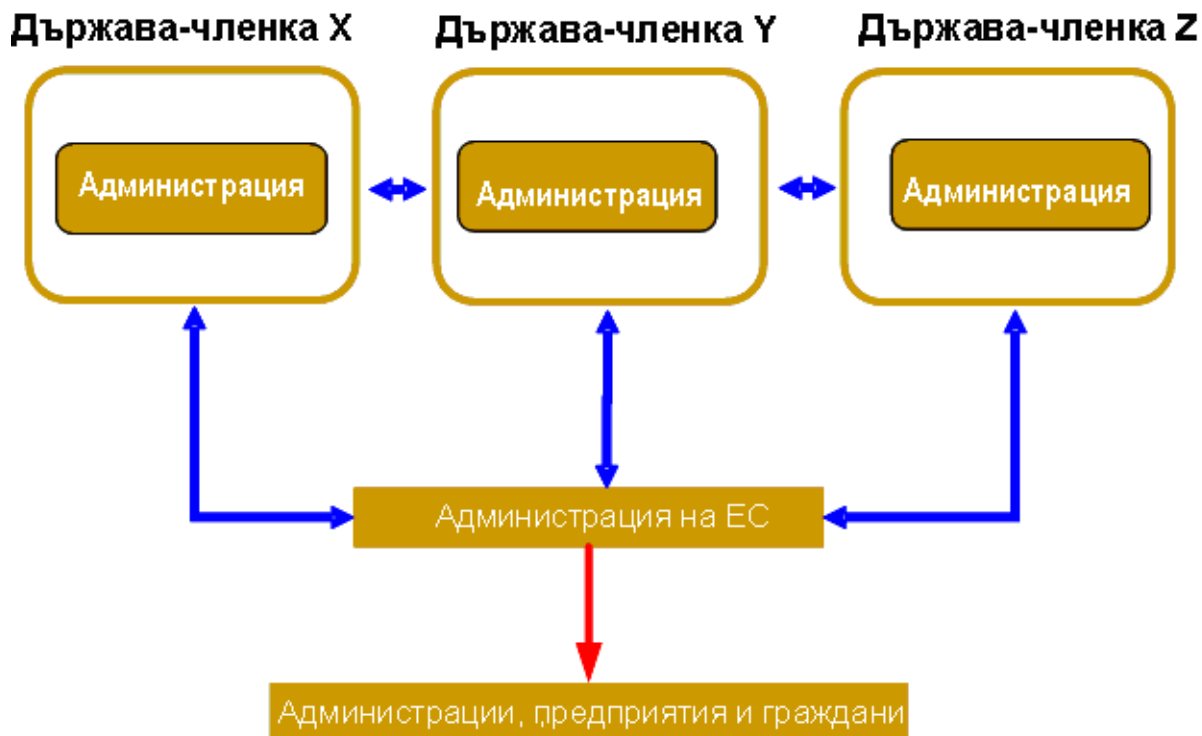 Държава-членка X
Държава-членка Y
Държава-членка Z
Администрация
Администрация
Администрация
Администрация на ЕС
Администрации, предприятия и граждани